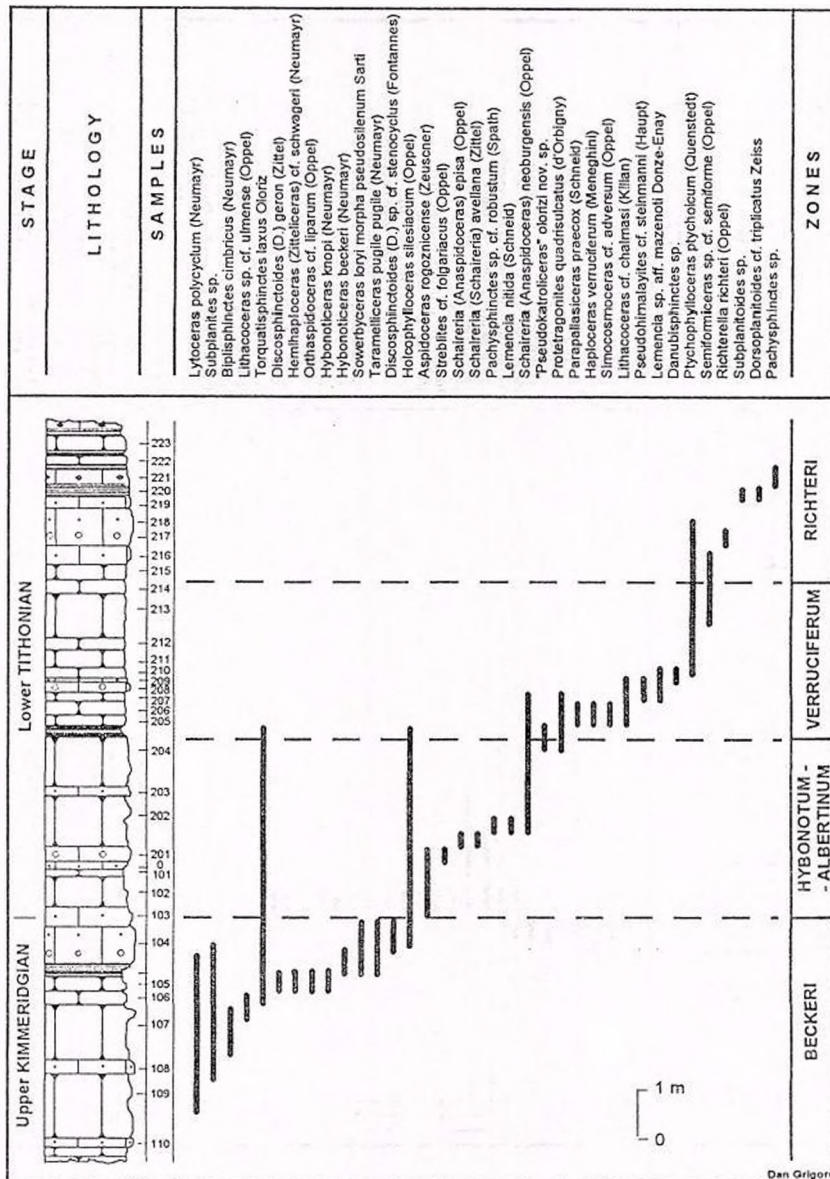 STAGE
LITHOLOGY
SAMPLES
Lytoceras polycyclum (Neumayr)
Subplanites sp.
Biplisphinctes cimbricus (Neumayr)
Lithacoceras sp. cf. ulmense (Oppel)
Torquatisphinctes laxus Oloriz
Discosphinctoides (D.) geron (Zittel)
Hemihaploceras (Zitteliceras) cf. schwageri (Neumayr)
Orthaspidoceras cf. liparum (Oppel)
Hybonoticeras knopi (Neumayr)
Hybonoticeras beckeri (Neumayr)
Sowerbyceras loryi morpha pseudosilenum Sarti
Taramelliceras pugile pugile (Neumayr)
Discosphinctoides (D.) sp. cf. stenocyclus (Fontannes)
Holcophylloceras silesiacum (Oppel)
Aspidoceras rogoznicense (Zeuscner)
Streblites cf. folgariacus (Oppel)
Schaireria (Anaspidoceras) episa (Oppel)
Schaireria (Schaireria) avellana (Zittel)
Pachysphinctes sp. cf. robustum (Spath)
Lemencia nitida (Schneid)
Schaireria (Anaspidoceras) neoburgensis (Oppel)
"Pseudokatroliceras" olorizi nov. sp.
Protetragonites quadrisulcatus (d'Orbigny)
Parapallasiceras praecox (Schneid)
Haploceras verruciferum (Meneghini)
Simocosmoceras cf. adversum (Oppel)
Lithacoceras cf. chalmasi (Kilian)
Pseudohimalayites cf. steinmanni (Haupt)
Lemencia sp. aff. mazenoti Donze-Enay
Danubisphinctes sp.
Ptychophylloceras ptychoicum (Quenstedt)
Semiformiceras sp. cf. semiforme (Oppel)
Richterella richteri (Oppel)
Subplanitoides sp.
Dorsoplanitoides cf. triplicatus Zeiss
Pachysphinctes sp.
ZONES
Lower TITHONIAN
Upper KIMMERIDGIAN
223
222
221
220
219
218
217
216
215
214
213
212
211
210
209
208
207
206
205
204
203
202
201
0
101
102
103
104
105
106
107
108
109
110
RICHTERI
VERRUCIFERUM
HYBONOTUM -
- ALBERTINUM
BECKERI
1 m
0
Dan Grigore